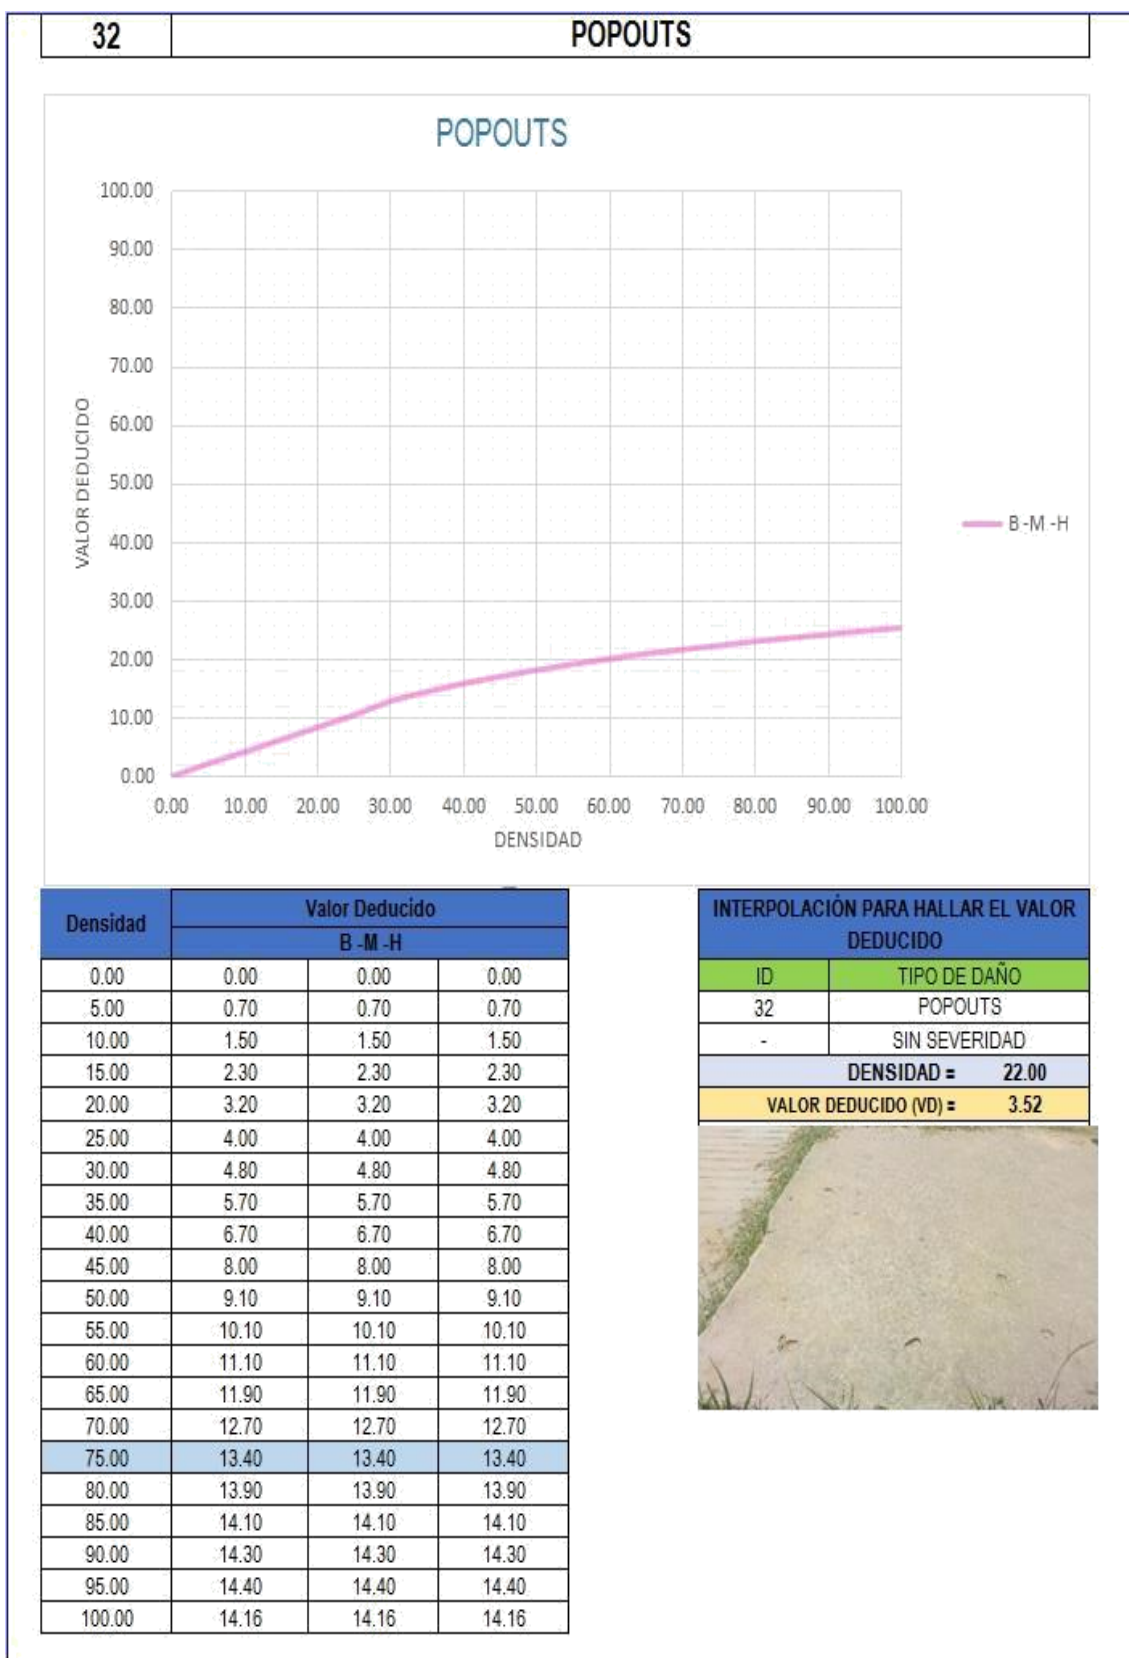 32 POPOUTS
POPOUTS
100.00
90.00
80.00
70.00
60.00
50.00
40.00
30.00
20.00
10.00
0.00
VALOR DEDUCIDO
0.00 10.00 20.00 30.00 40.00 50.00 60.00 70.00 80.00 90.00 100.00
DENSIDAD
B -M -H
Densidad Valor Deducido
B -M -H
0.00 0.00 0.00 0.00
5.00 0.70 0.70 0.70
10.00 1.50 1.50 1.50
15.00 2.30 2.30 2.30
20.00 3.20 3.20 3.20
25.00 4.00 4.00 4.00
30.00 4.80 4.80 4.80
35.00 5.70 5.70 5.70
40.00 6.70 6.70 6.70
45.00 8.00 8.00 8.00
50.00 9.10 9.10 9.10
55.00 10.10 10.10 10.10
60.00 11.10 11.10 11.10
65.00 11.90 11.90 11.90
70.00 12.70 12.70 12.70
75.00 13.40 13.40 13.40
80.00 13.90 13.90 13.90
85.00 14.10 14.10 14.10
90.00 14.30 14.30 14.30
95.00 14.40 14.40 14.40
100.00 14.16 14.16 14.16
INTERPOLACIÓN PARA HALLAR EL VALOR
DEDUCIDO
ID TIPO DE DAÑO
32 POPOUTS
- SIN SEVERIDAD
DENSIDAD = 22.00
VALOR DEDUCIDO (VD) = 3.52